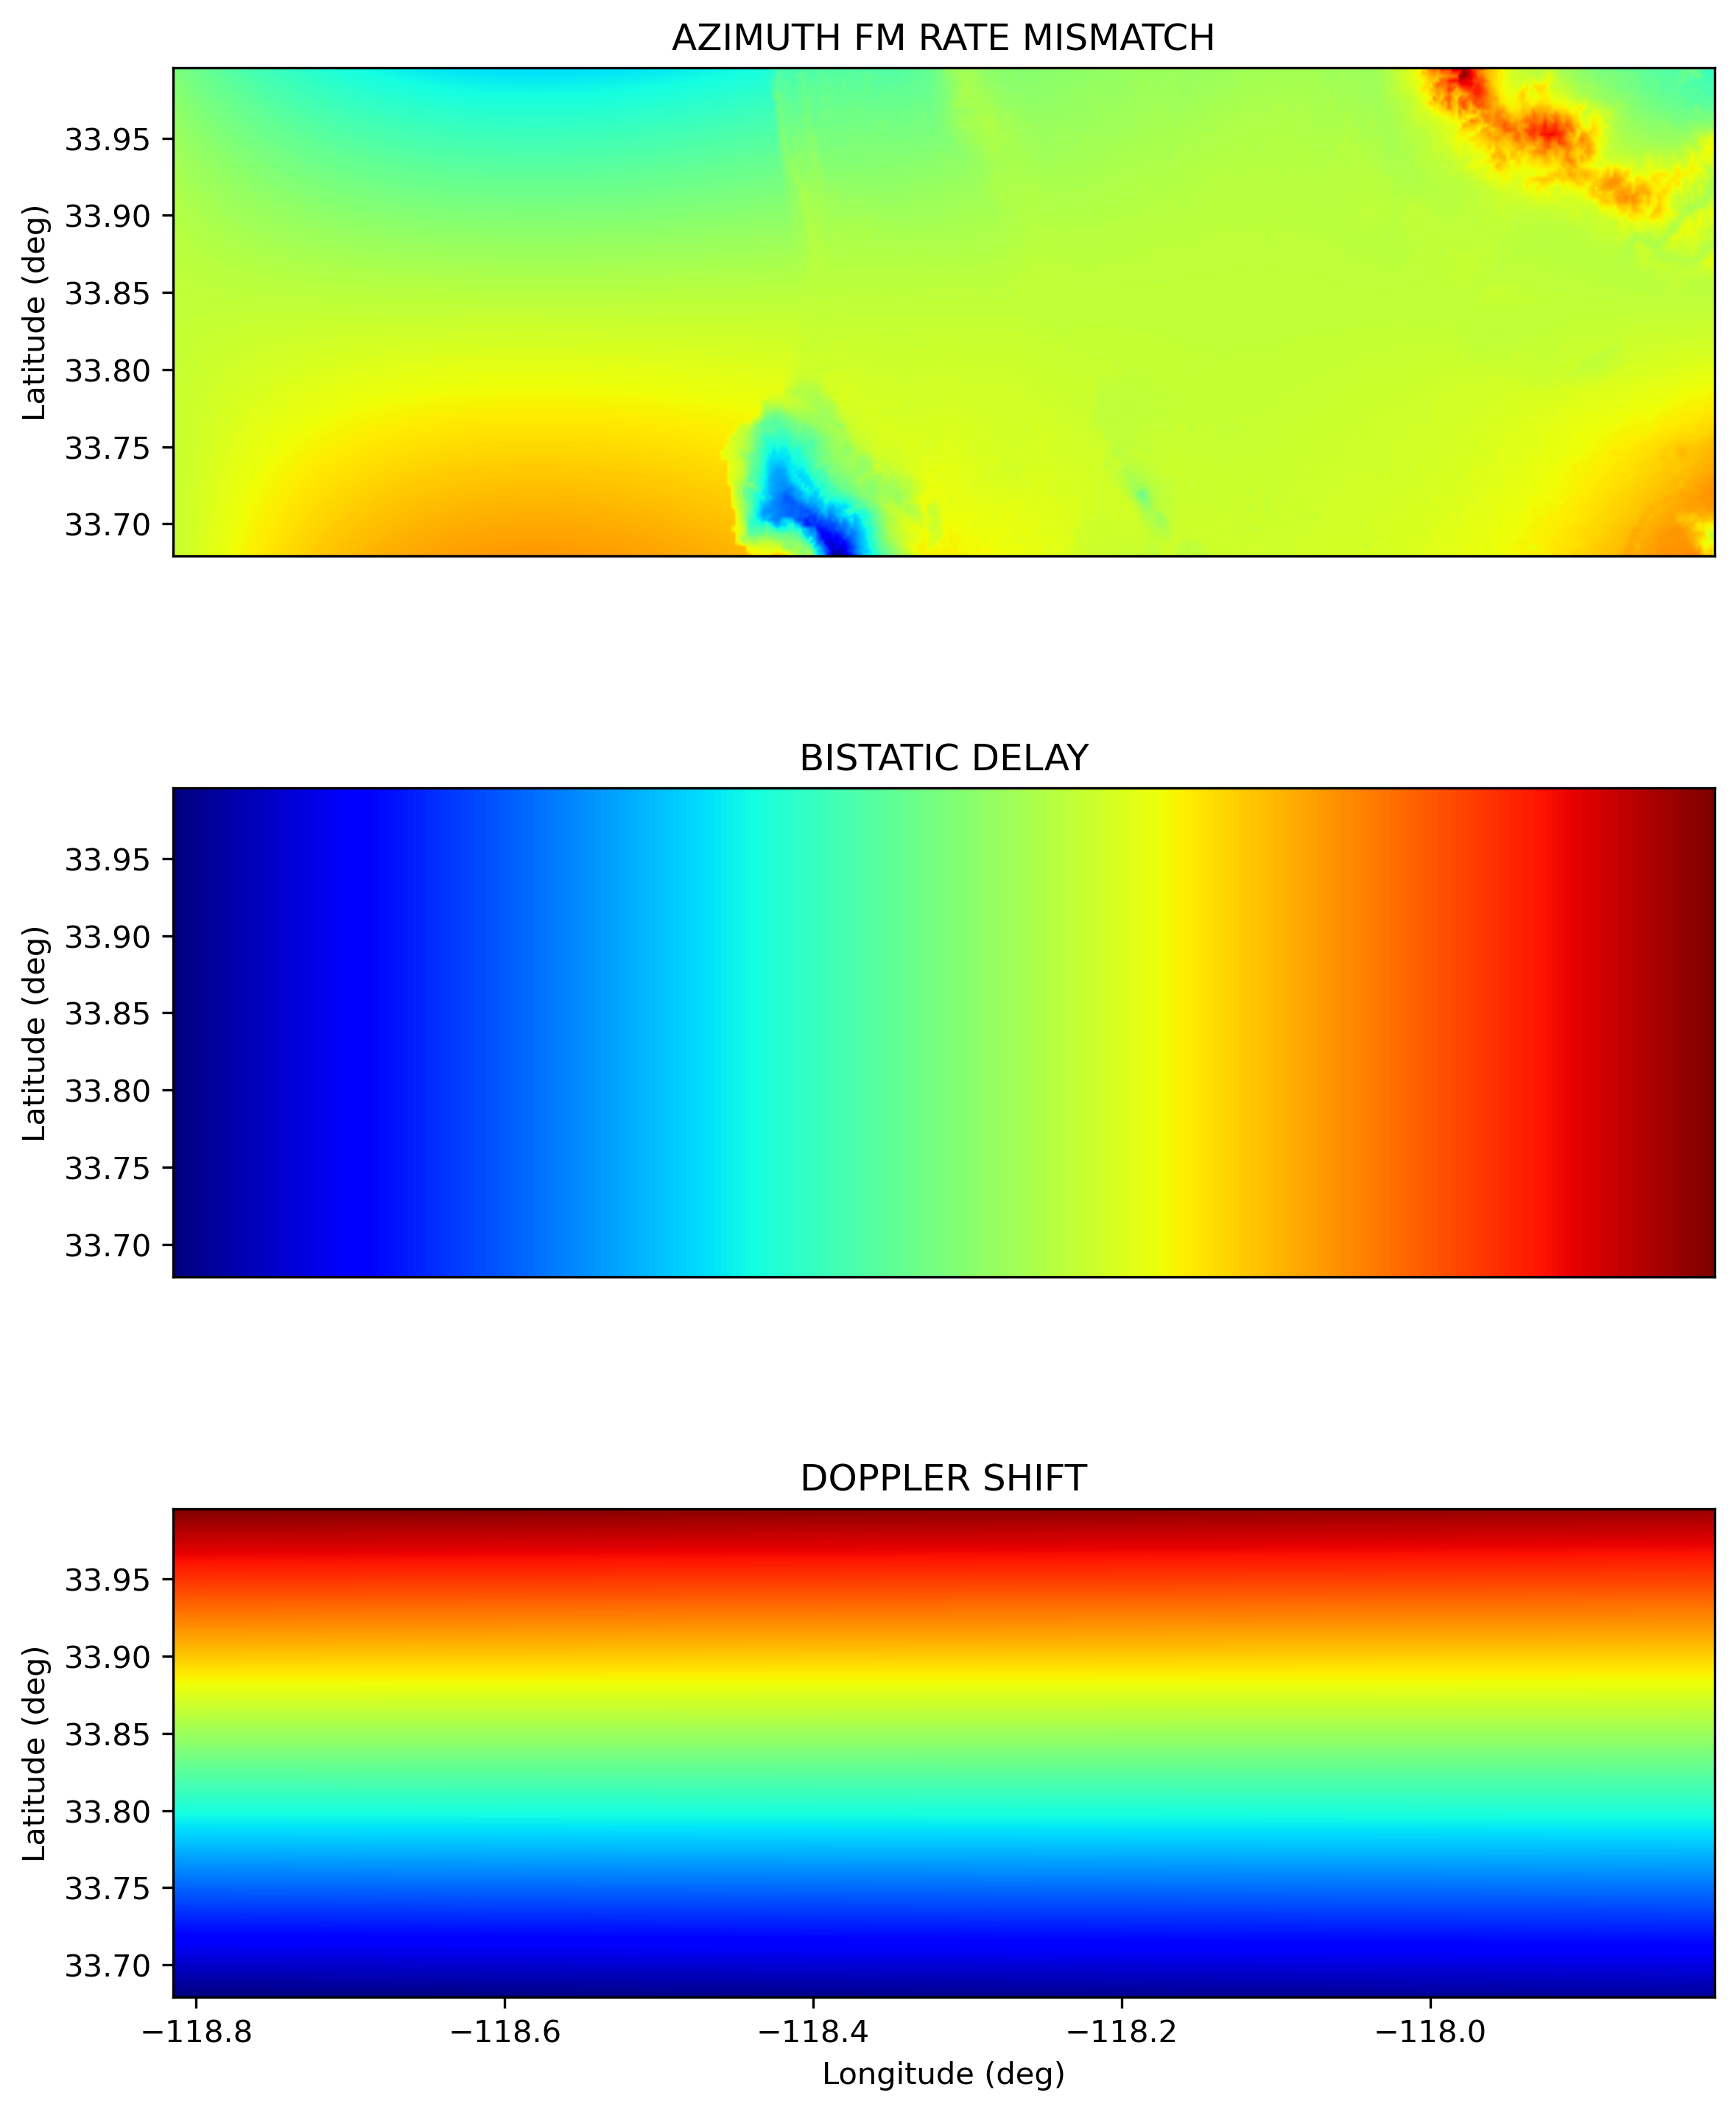 AZIMUTH FM RATE MISMATCH
Latitude (deg)
33.95
33.90
33.85
33.80
33.75
33.70
BISTATIC DELAY
Latitude (deg)
33.95
33.90
33.85
33.80
33.75
33.70
DOPPLER SHIFT
Latitude (deg)
33.95
33.90
33.85
33.80
33.75
33.70
−118.8 −118.6 −118.4 −118.2 −118.0
Longitude (deg)